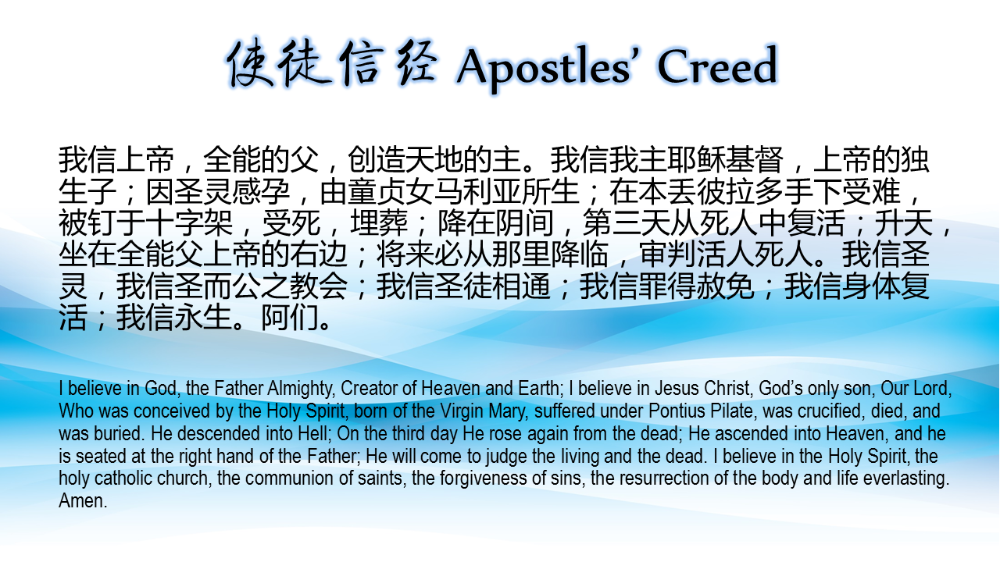 使徒信经 Apostles’ Creed
我信上帝，全能的父，创造天地的主。我信我主耶稣基督，上帝的独
生子；因圣灵感孕，由童贞女马利亚所生；在本丢彼拉多手下受难，
被钉于十字架，受死，埋葬；降在阴间，第三天从死人中复活；升天，
坐在全能父上帝的右边；将来必从那里降临，审判活人死人。我信圣
灵，我信圣而公之教会；我信圣徒相通；我信罪得赦免；我信身体复
活；我信永生。阿们。
I believe in God, the Father Almighty, Creator of Heaven and Earth; I believe in Jesus Christ, God’s only son, Our Lord,
Who was conceived by the Holy Spirit, born of the Virgin Mary, suffered under Pontius Pilate, was crucified, died, and
was buried. He descended into Hell; On the third day He rose again from the dead; He ascended into Heaven, and he
is seated at the right hand of the Father; He will come to judge the living and the dead. I believe in the Holy Spirit, the
holy catholic church, the communion of saints, the forgiveness of sins, the resurrection of the body and life everlasting.
Amen.